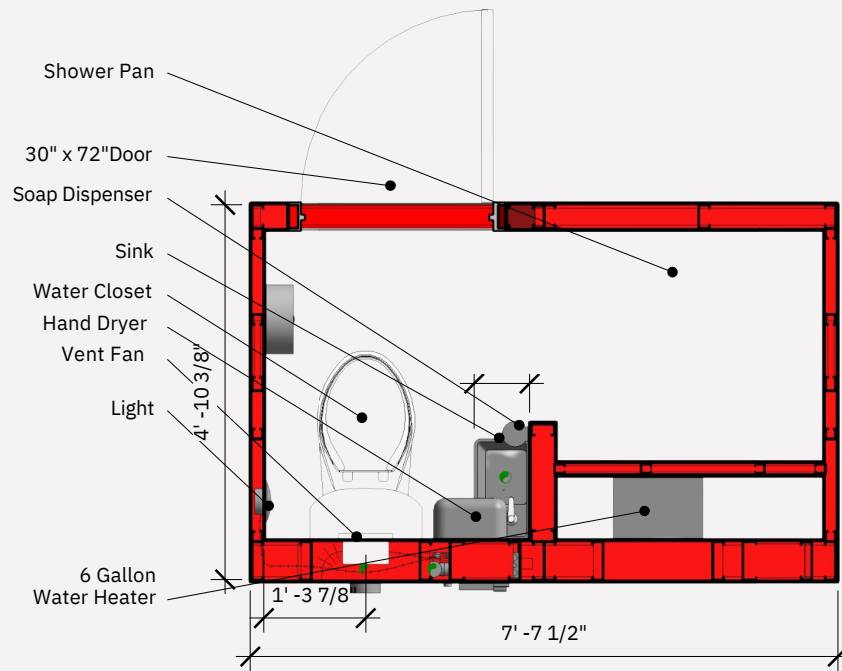 Shower Pan
30" x 72"Door
Soap Dispenser
Sink
Water Closet
Hand Dryer
Vent Fan
Light
4' -10 3/8"
6 Gallon
Water Heater
1' -3 7/8"
7' -7 1/2"